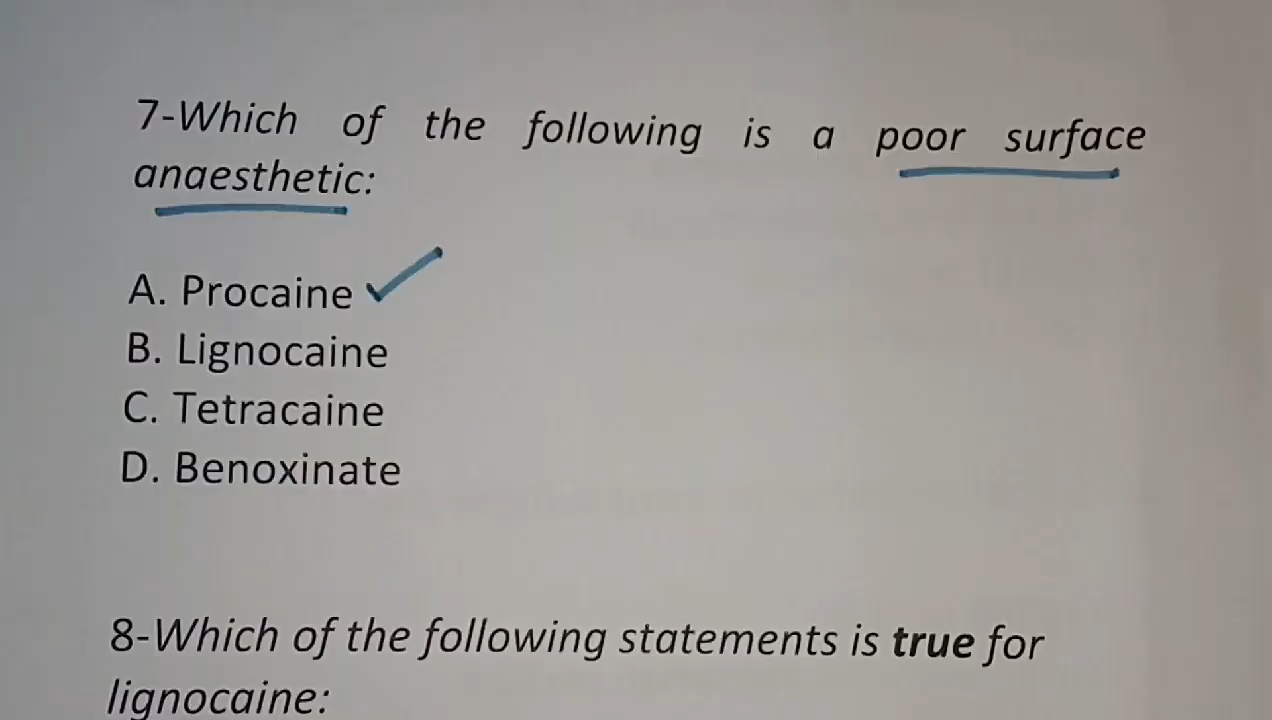 7-Which of the following is a poor surface
anaesthetic:
A. Procaine
B. Lignocaine
C. Tetracaine
D. Benoxinate
8-Which of the following statements is true for
lignocaine: